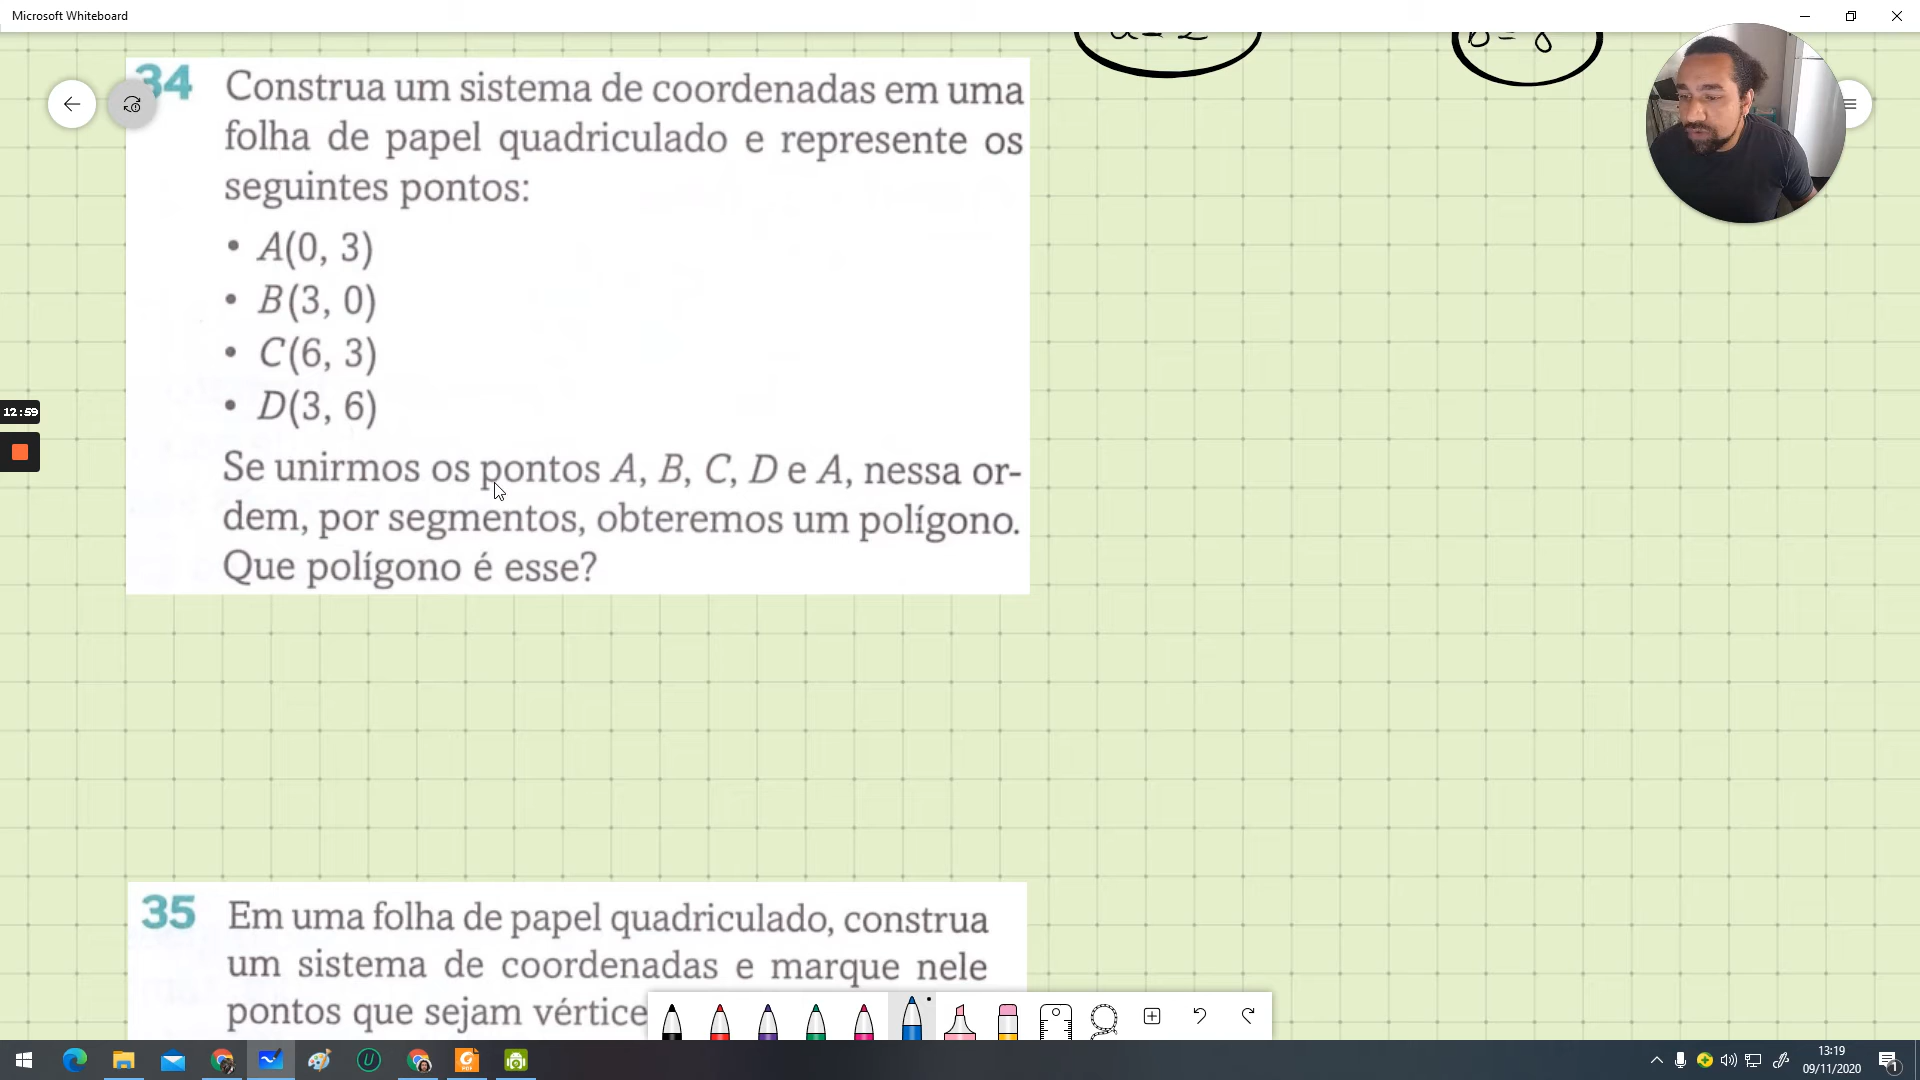 Microsoft Whiteboard
34 Construa um sistema de coordenadas em uma
folha de papel quadriculado e represente os
seguintes pontos:
• A(0, 3)
• B(3, 0)
• C(6, 3)
• D(3, 6)
12:59
Se unirmos os pontos A, B, C, D e A, nessa or-
dem, por segmentos, obteremos um polígono.
Que polígono é esse?
35 Em uma folha de papel quadriculado, construa
um sistema de coordenadas e marque nele
pontos que sejam vértice
13:19
09/11/2020